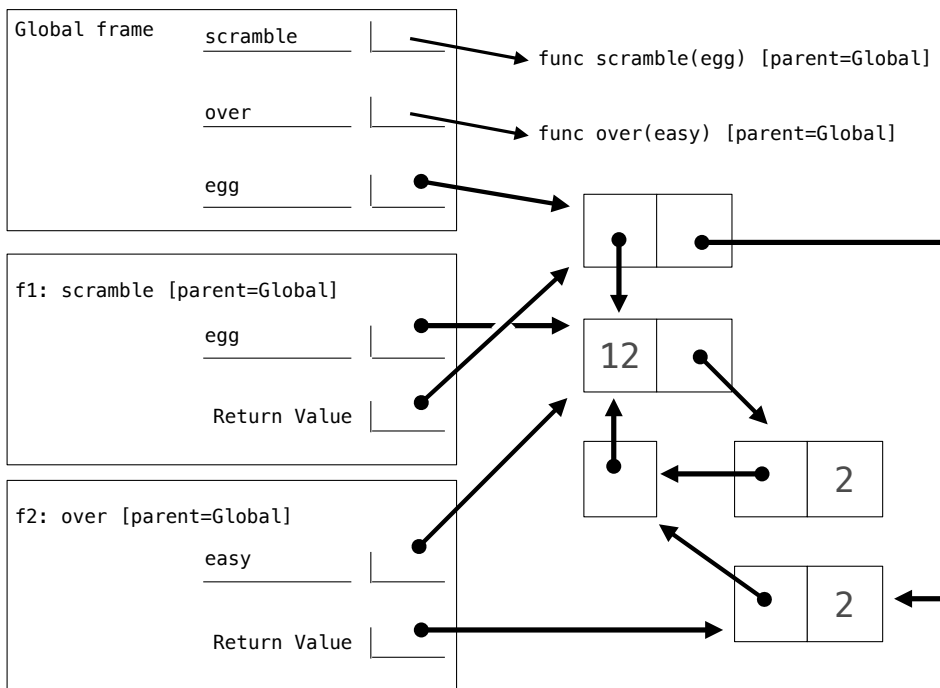 Global frame
scramble
func scramble(egg) [parent=Global]
over
func over(easy) [parent=Global]
egg
f1: scramble [parent=Global]
egg
12
Return Value
2
f2: over [parent=Global]
easy
2
Return Value